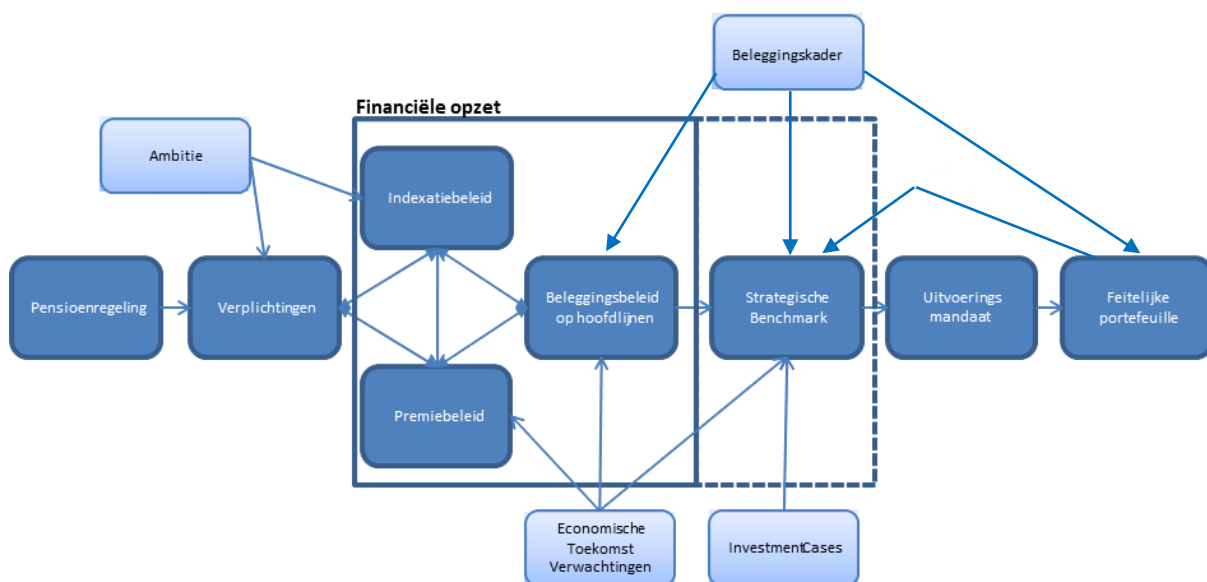 Beleggingskader
Financiële opzet
Ambitie
Indexatiebeleid
Pensioenregeling
Verplichtingen
Beleggingsbeleid
op hoofdlijnen
Strategische
Benchmark
Uitvoerings
mandaat
Feitelijke
portefeuille
Premiebeleid
Economische
Toekomst
Verwachtingen
InvestmentCases